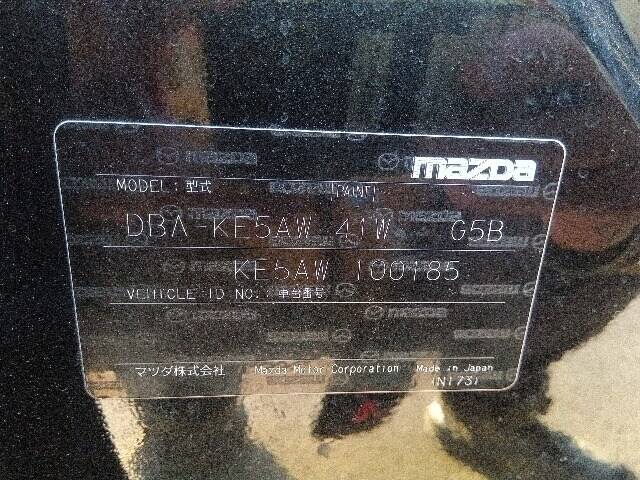 mazda
MODEL: 型式 (PAINT)
DBA-KE5AW 41W G5B
KE5AW 100185
VEHICLE ID NO: 車台番号
マツダ株式会社 Mazda Motor Corporation Made in Japan
(N173)